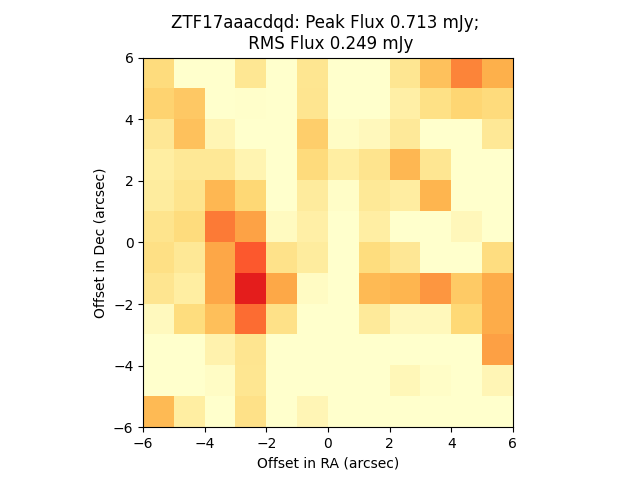 ZTF17aaacdqd: Peak Flux 0.713 mJy;
RMS Flux 0.249 mJy
6
4
2
0
−2
−4
−6
Offset in Dec (arcsec)
−6 −4 −2 0 2 4 6
Offset in RA (arcsec)